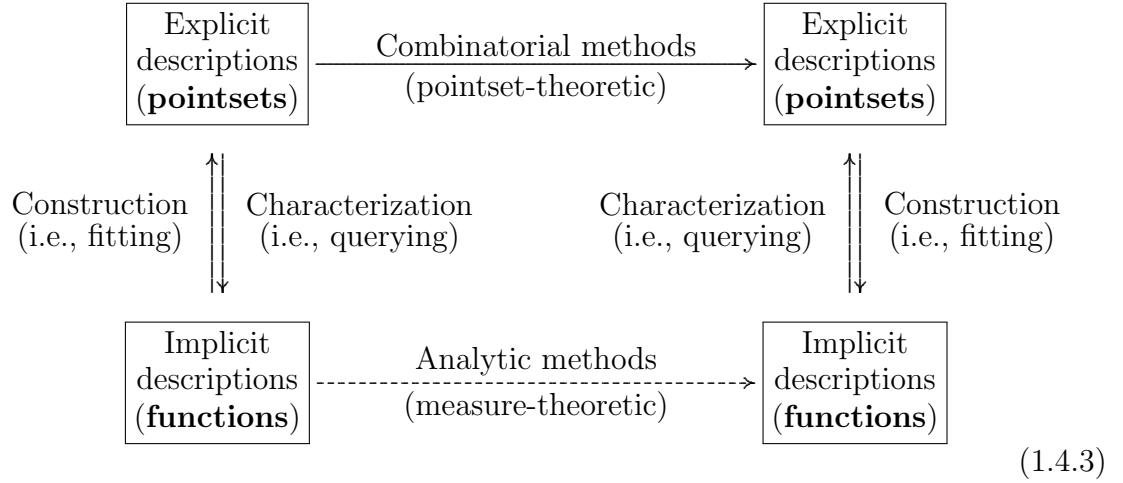 Explicit
descriptions
(pointsets)
Combinatorial methods
(pointset-theoretic)
Explicit
descriptions
(pointsets)
Construction
(i.e., fitting)
Characterization
(i.e., querying)
Characterization
(i.e., querying)
Construction
(i.e., fitting)
Implicit
descriptions
(functions)
Analytic methods
(measure-theoretic)
Implicit
descriptions
(functions)
(1.4.3)